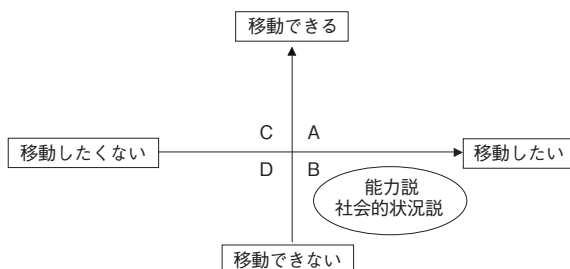 移動できる
C A
移動したくない
移動したい
D B
能力説
社会的状況説
移動できない